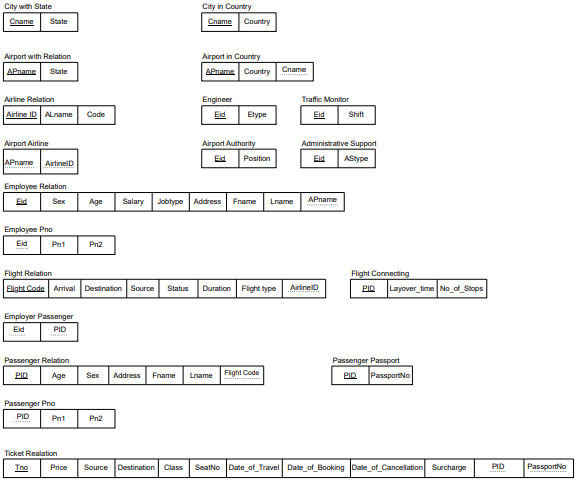 City with State City in Country
Cname State Cname Country
Airport with Relation Airport in Country
APname State APname Country Cname
Airline Relation Engineer Traffic Monitor
Airline ID ALname Code Eid Etype Eid Shift
Airport Airline Airport Authority Administrative Support
APname AirlineID Eid Position Eid AStype
Employee Relation
Eid Sex Age Salary Jobtype Address Fname Lname APname
Employee Pno
Eid Pn1 Pn2
Flight Relation Flight Connecting
Flight Code Arrival Destination Source Status Duration Flight type AirlineID PID Layover_time No_of_Stops
Employer Passenger
Eid PID
Passenger Relation Passenger Passport
PID Age Sex Address Fname Lname Flight Code PID PassportNo
Passenger Pno
PID Pn1 Pn2
Ticket Realation
Tno Price Source Destination Class SeatNo Date_of_Travel Date_of_Booking Date_of_Cancellation Surcharge PID PassportNo